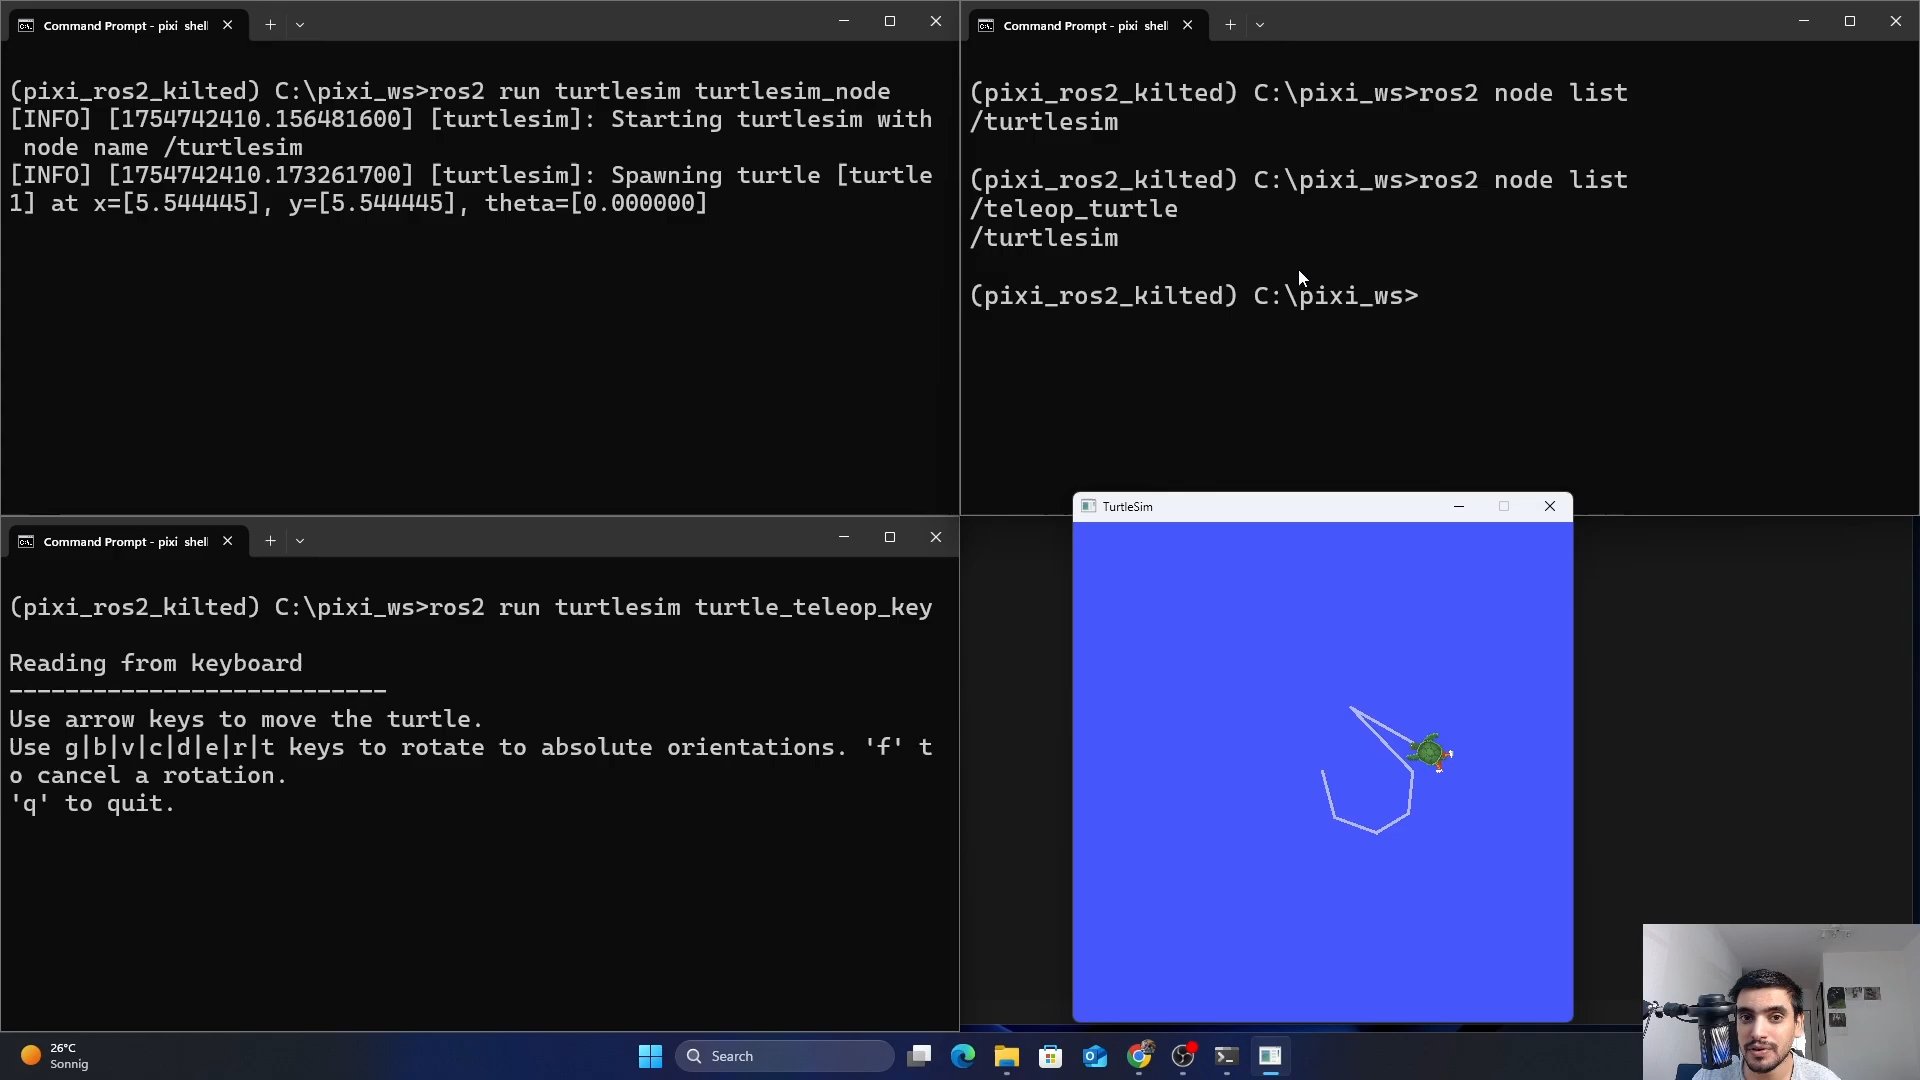 Command Prompt - pixi shell
(pixi_ros2_kilted) C:\pixi_ws>ros2 run turtlesim turtlesim_node
[INFO] [1754742410.156481600] [turtlesim]: Starting turtlesim with
node name /turtlesim
[INFO] [1754742410.173261700] [turtlesim]: Spawning turtle [turtle
1] at x=[5.544445], y=[5.544445], theta=[0.000000]
Command Prompt - pixi shell
(pixi_ros2_kilted) C:\pixi_ws>ros2 node list
/turtlesim
(pixi_ros2_kilted) C:\pixi_ws>ros2 node list
/teleop_turtle
/turtlesim
(pixi_ros2_kilted) C:\pixi_ws>
Command Prompt - pixi shell
(pixi_ros2_kilted) C:\pixi_ws>ros2 run turtlesim turtle_teleop_key
Reading from keyboard
---------------------------
Use arrow keys to move the turtle.
Use g|b|v|c|d|e|r|t keys to rotate to absolute orientations. 'f' t
o cancel a rotation.
'q' to quit.
TurtleSim
26°C
Sonnig
Search